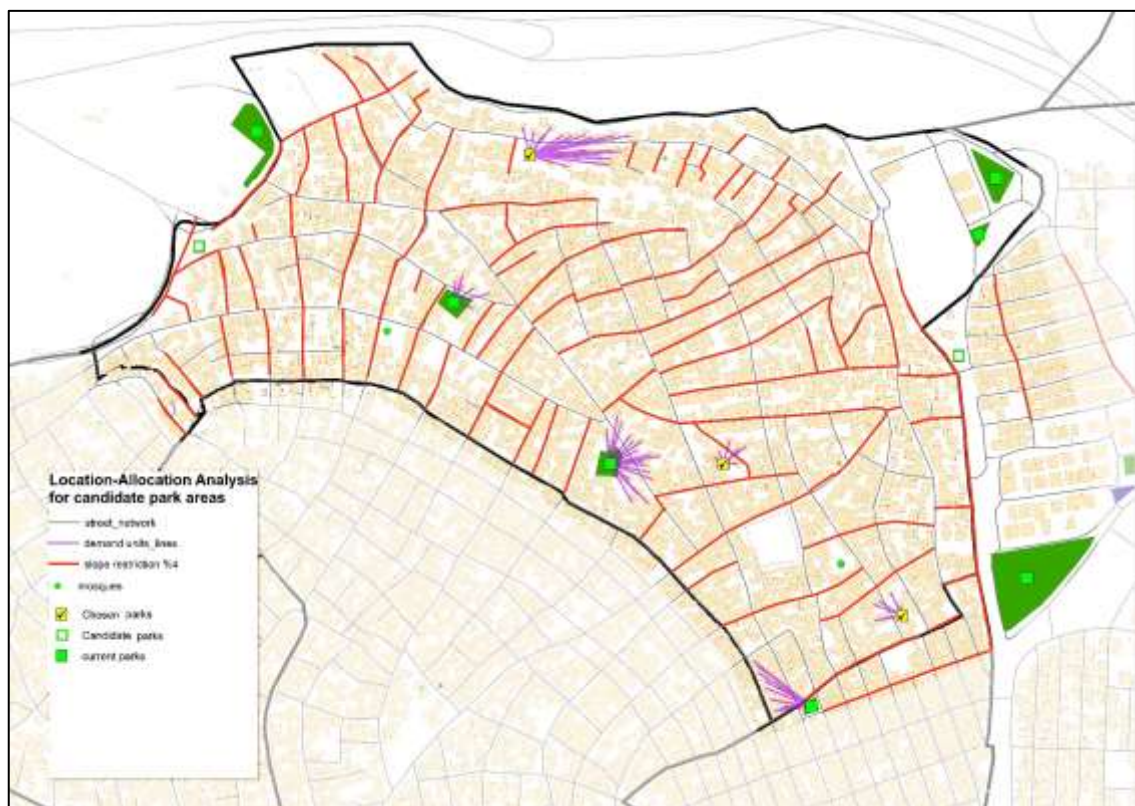 Location-Allocation Analysis
for candidate park areas
street_network
demand units_lines
slope restriction %4
mosques
Chosen parks
Candidate parks
current parks